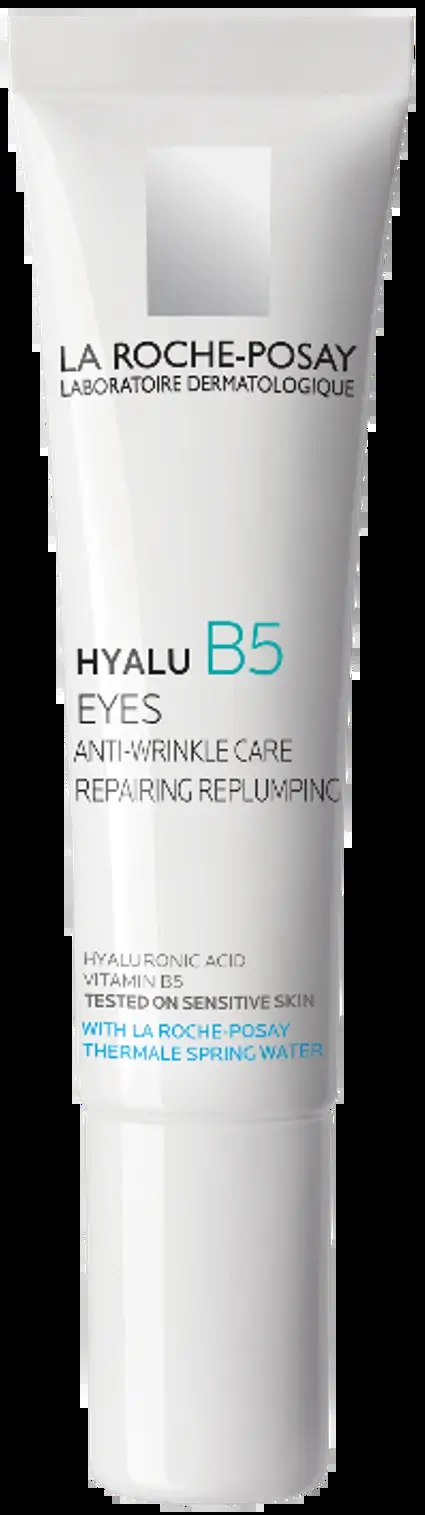 LA ROCHE-POSAY
LABORATOIRE DERMATOLOGIQUE
HYALU B5
EYES
ANTI-WRINKLE CARE
REPAIRING REPLUMPING
HYALURONIC ACID
VITAMIN B5
TESTED ON SENSITIVE SKIN
WITH LA ROCHE-POSAY
THERMALE SPRING WATER